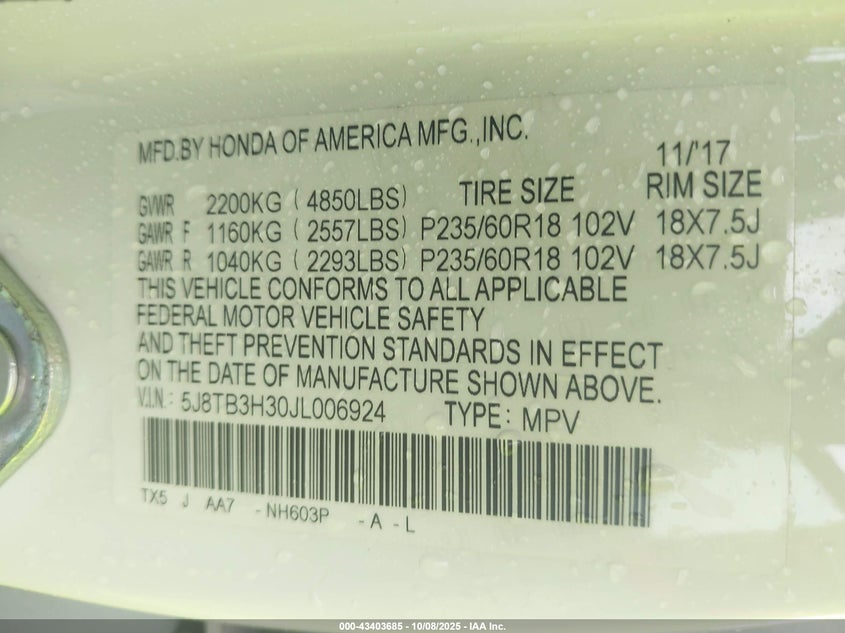 MFD.BY HONDA OF AMERICA MFG.,INC.
11/'17
GVWR 2200KG ( 4850LBS) TIRE SIZE RIM SIZE
GAWR F 1160KG ( 2557LBS) P235/60R18 102V 18X7.5J
GAWR R 1040KG ( 2293LBS) P235/60R18 102V 18X7.5J
THIS VEHICLE CONFORMS TO ALL APPLICABLE
FEDERAL MOTOR VEHICLE SAFETY
AND THEFT PREVENTION STANDARDS IN EFFECT
ON THE DATE OF MANUFACTURE SHOWN ABOVE.
V.I.N.: 5J8TB3H30JL006924 TYPE: MPV
TX5 J AA7 -NH603P -A -L
000-43403685 - 10/08/2025 - IAA Inc.